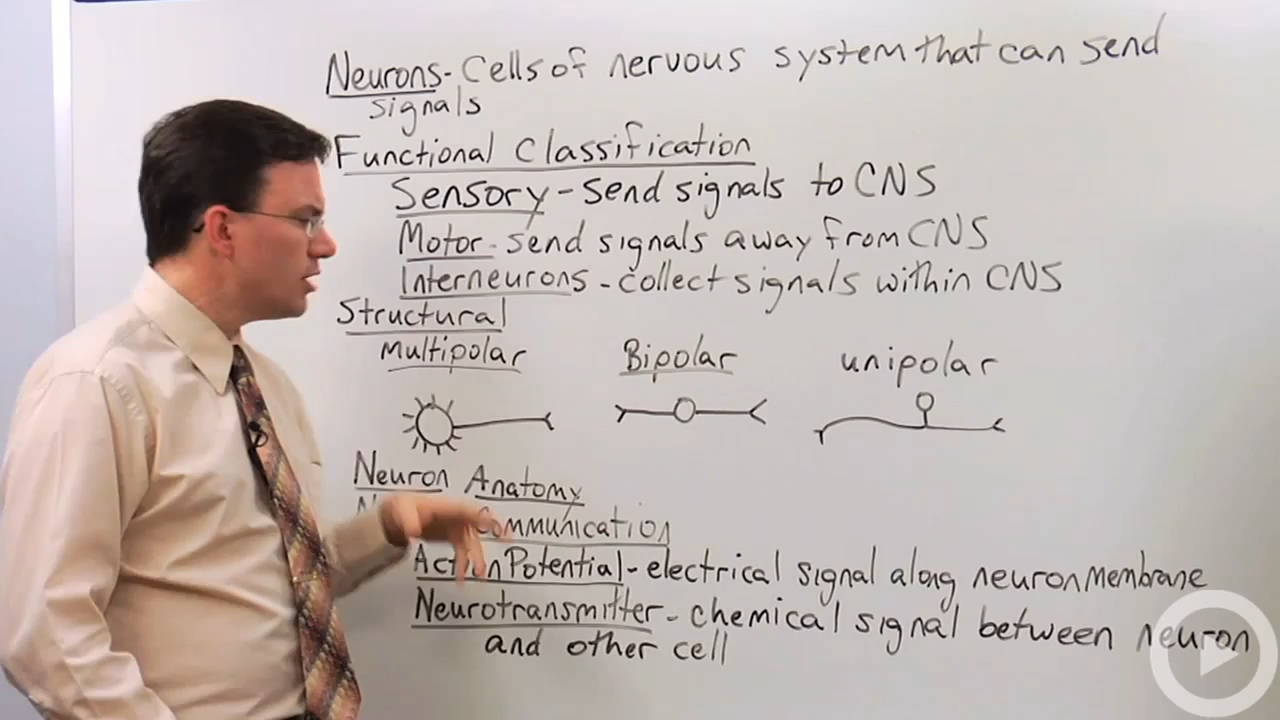 Neurons- Cells of nervous system that can send
signals
Functional Classification
Sensory - send signals to CNS
Motor - send signals away from CNS
Interneurons - collect signals within CNS
Structural
Multipolar Bipolar unipolar
Neuron Anatomy
Communication
Action Potential - electrical signal along neuron membrane
Neurotransmitter - chemical signal between neuron
and other cell